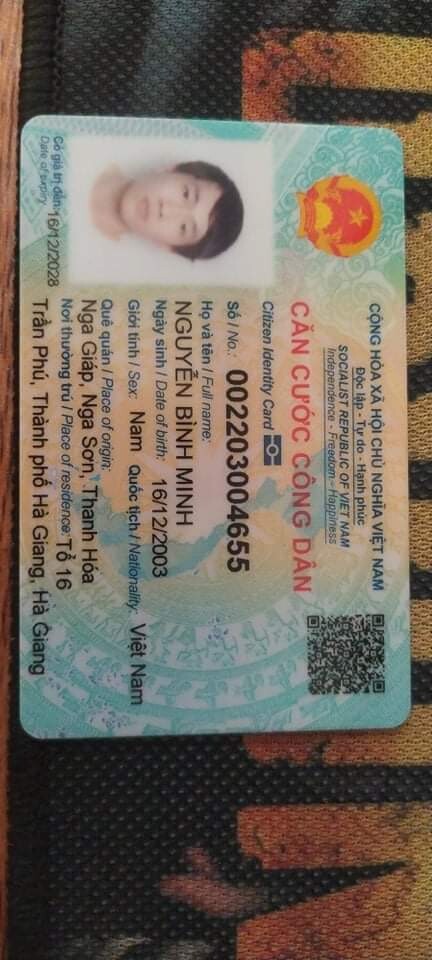 CỘNG HÒA XÃ HỘI CHỦ NGHĨA VIỆT NAM
Độc lập - Tự do - Hạnh phúc
SOCIALIST REPUBLIC OF VIET NAM
Independence - Freedom - Happiness
CĂN CƯỚC CÔNG DÂN
Citizen Identity Card
Số / No.: 002203004655
Họ và tên / Full name:
NGUYỄN BÌNH MINH
Ngày sinh / Date of birth: 16/12/2003
Giới tính / Sex: Nam Quốc tịch / Nationality: Việt Nam
Quê quán / Place of origin:
Nga Giáp, Nga Sơn, Thanh Hóa
Nơi thường trú / Place of residence: Tổ 16
Trần Phú, Thành phố Hà Giang, Hà Giang
Có giá trị đến: 16/12/2028
Date of expiry